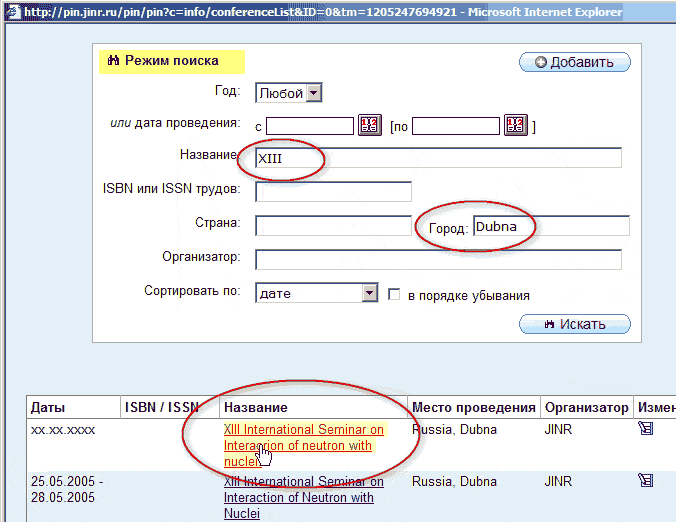 http://pin.jinr.ru/pin/pin?c=info/conferenceList&ID=0&tm=1205247694921 - Microsoft Internet Explorer
Режим поиска
Добавить
Год: Любой
или дата проведения: с [по ]
Название: XIII
ISBN или ISSN трудов:
Страна: Город: Dubna
Организатор:
Сортировать по: дате в порядке убывания
Искать
Даты ISBN / ISSN Название Место проведения Организатор Измен
xx.xx.xxxx XIII International Seminar on Russia, Dubna JINR
Interaction of neutron with
nuclei
25.05.2005 - XIII International Seminar on Russia, Dubna JINR
28.05.2005 Interaction of Neutron with
Nuclei